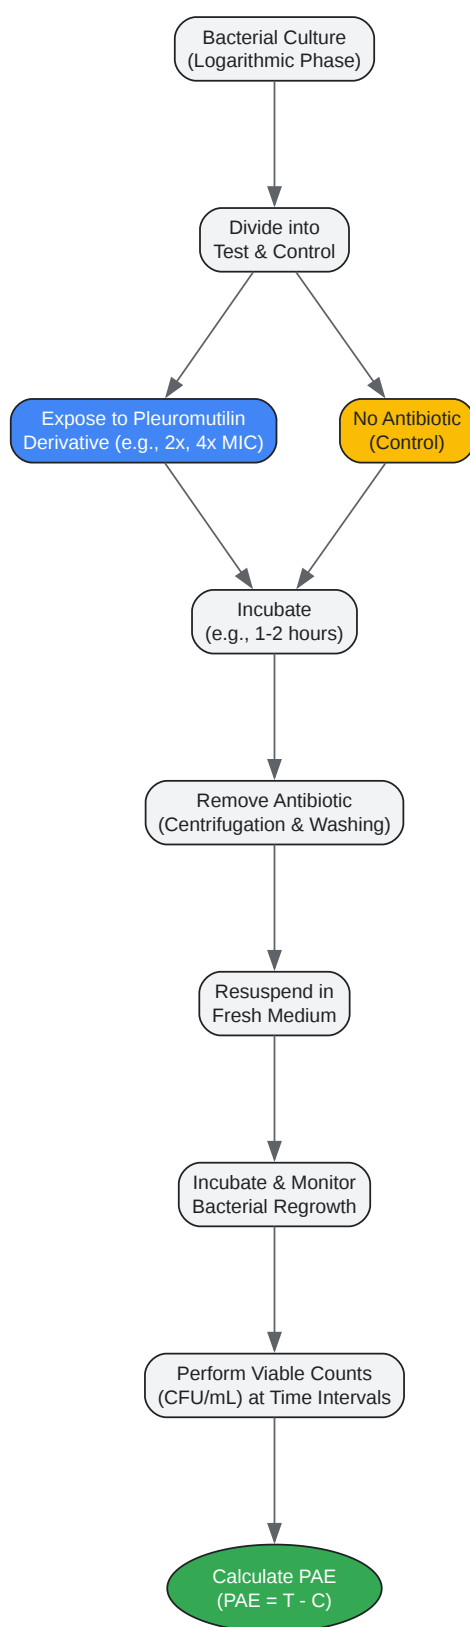 Bacterial Culture
(Logarithmic Phase)
Divide into
Test & Control
Expose to Pleuromutilin
Derivative (e.g., 2x, 4x MIC)
No Antibiotic
(Control)
Incubate
(e.g., 1-2 hours)
Remove Antibiotic
(Centrifugation & Washing)
Resuspend in
Fresh Medium
Incubate & Monitor
Bacterial Regrowth
Perform Viable Counts
(CFU/mL) at Time Intervals
Calculate PAE
(PAE = T - C)